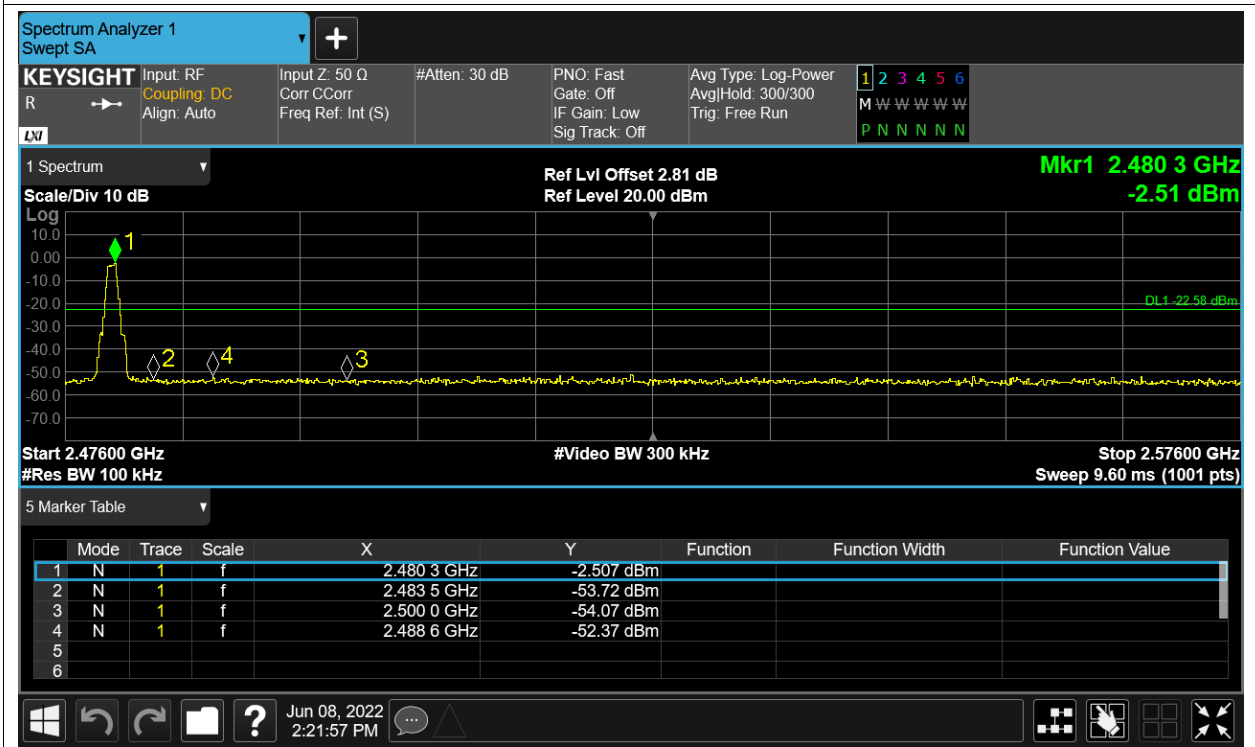 Spectrum Analyzer 1
Swept SA
+
KEYSIGHT
R
LXI
Input: RF
Coupling: DC
Align: Auto
Input Z: 50 Ω
Corr CCorr
Freq Ref: Int (S)
#Atten: 30 dB
PNO: Fast
Gate: Off
IF Gain: Low
Sig Track: Off
Avg Type: Log-Power
Avg|Hold: 300/300
Trig: Free Run
1 2 3 4 5 6
M W W W W W
P N N N N N
1 Spectrum
Scale/Div 10 dB
Ref Lvl Offset 2.81 dB
Ref Level 20.00 dBm
Mkr1 2.480 3 GHz
-2.51 dBm
Log
10.0
0.00
-10.0
-20.0
-30.0
-40.0
-50.0
-60.0
-70.0
1
2
4
3
DL1 -22.58 dBm
Start 2.47600 GHz
#Res BW 100 kHz
#Video BW 300 kHz
Stop 2.57600 GHz
Sweep 9.60 ms (1001 pts)
5 Marker Table
Mode Trace Scale X Y Function Function Width Function Value
1 N 1 f 2.480 3 GHz -2.507 dBm
2 N 1 f 2.483 5 GHz -53.72 dBm
3 N 1 f 2.500 0 GHz -54.07 dBm
4 N 1 f 2.488 6 GHz -52.37 dBm
5
6
?
Jun 08, 2022
2:21:57 PM